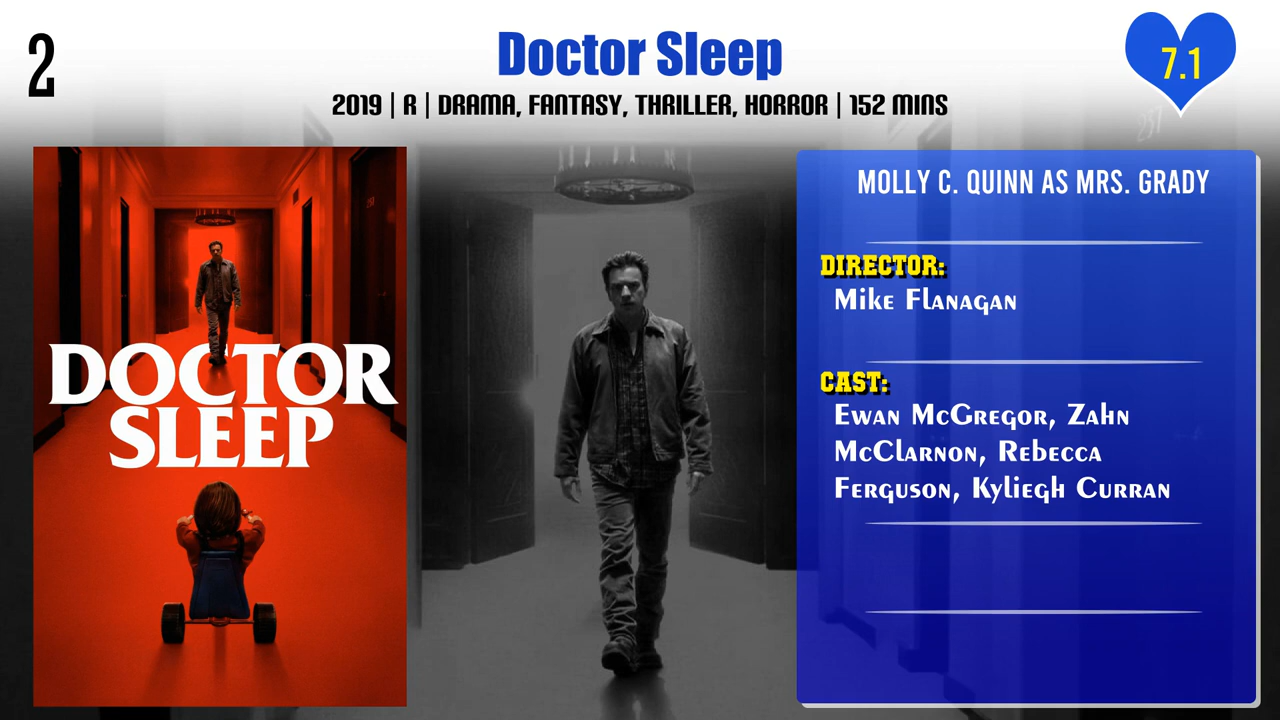 2
Doctor Sleep
7.1
2019 | R | DRAMA, FANTASY, THRILLER, HORROR | 152 MINS
DOCTOR
SLEEP
MOLLY C. QUINN AS MRS. GRADY
DIRECTOR:
Mike Flanagan
CAST:
Ewan McGregor, Zahn
McClarnon, Rebecca
Ferguson, Kyliegh Curran
237